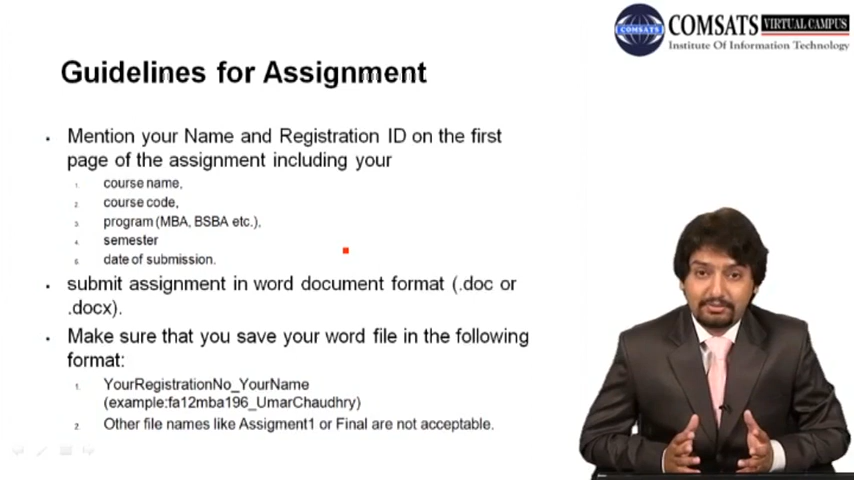 COMSATS VIRTUAL CAMPUS
COMSATS
Institute Of Information Technology
Guidelines for Assignment
• Mention your Name and Registration ID on the first
page of the assignment including your
1. course name,
2. course code,
3. program (MBA, BSBA etc.),
4. semester
5. date of submission.
• submit assignment in word document format (.doc or
.docx).
• Make sure that you save your word file in the following
format:
1. YourRegistrationNo_YourName
(example:fa12mba196_UmarChaudhry)
2. Other file names like Assigment1 or Final are not acceptable.